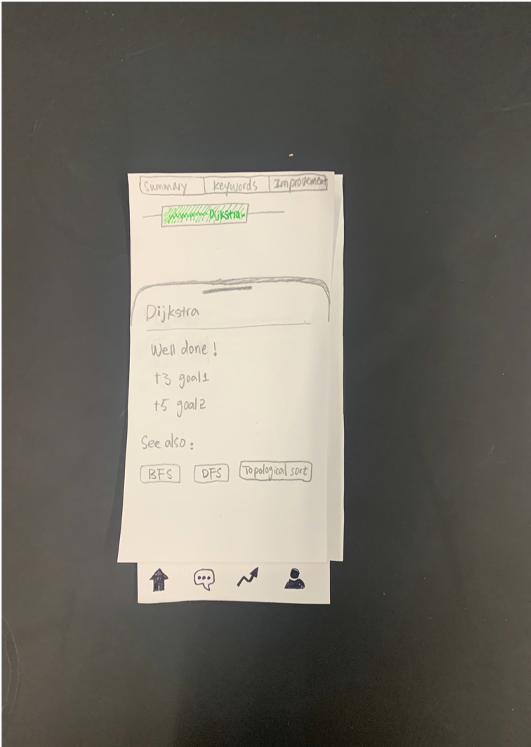 Summary keywords Improvement
Dijkstra
Dijkstra
Well done!
+3 goal1
+5 goal2
See also:
BFS DFS Topological sort